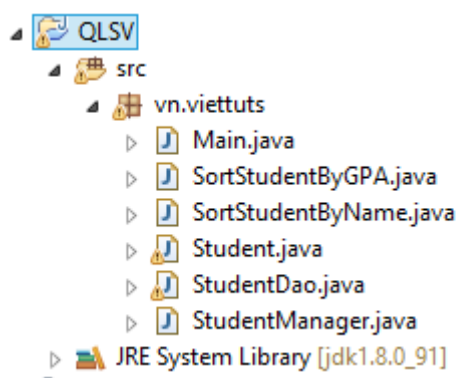 QLSV
src
vn.viettuts
Main.java
SortStudentByGPA.java
SortStudentByName.java
Student.java
StudentDao.java
StudentManager.java
JRE System Library [jdk1.8.0_91]